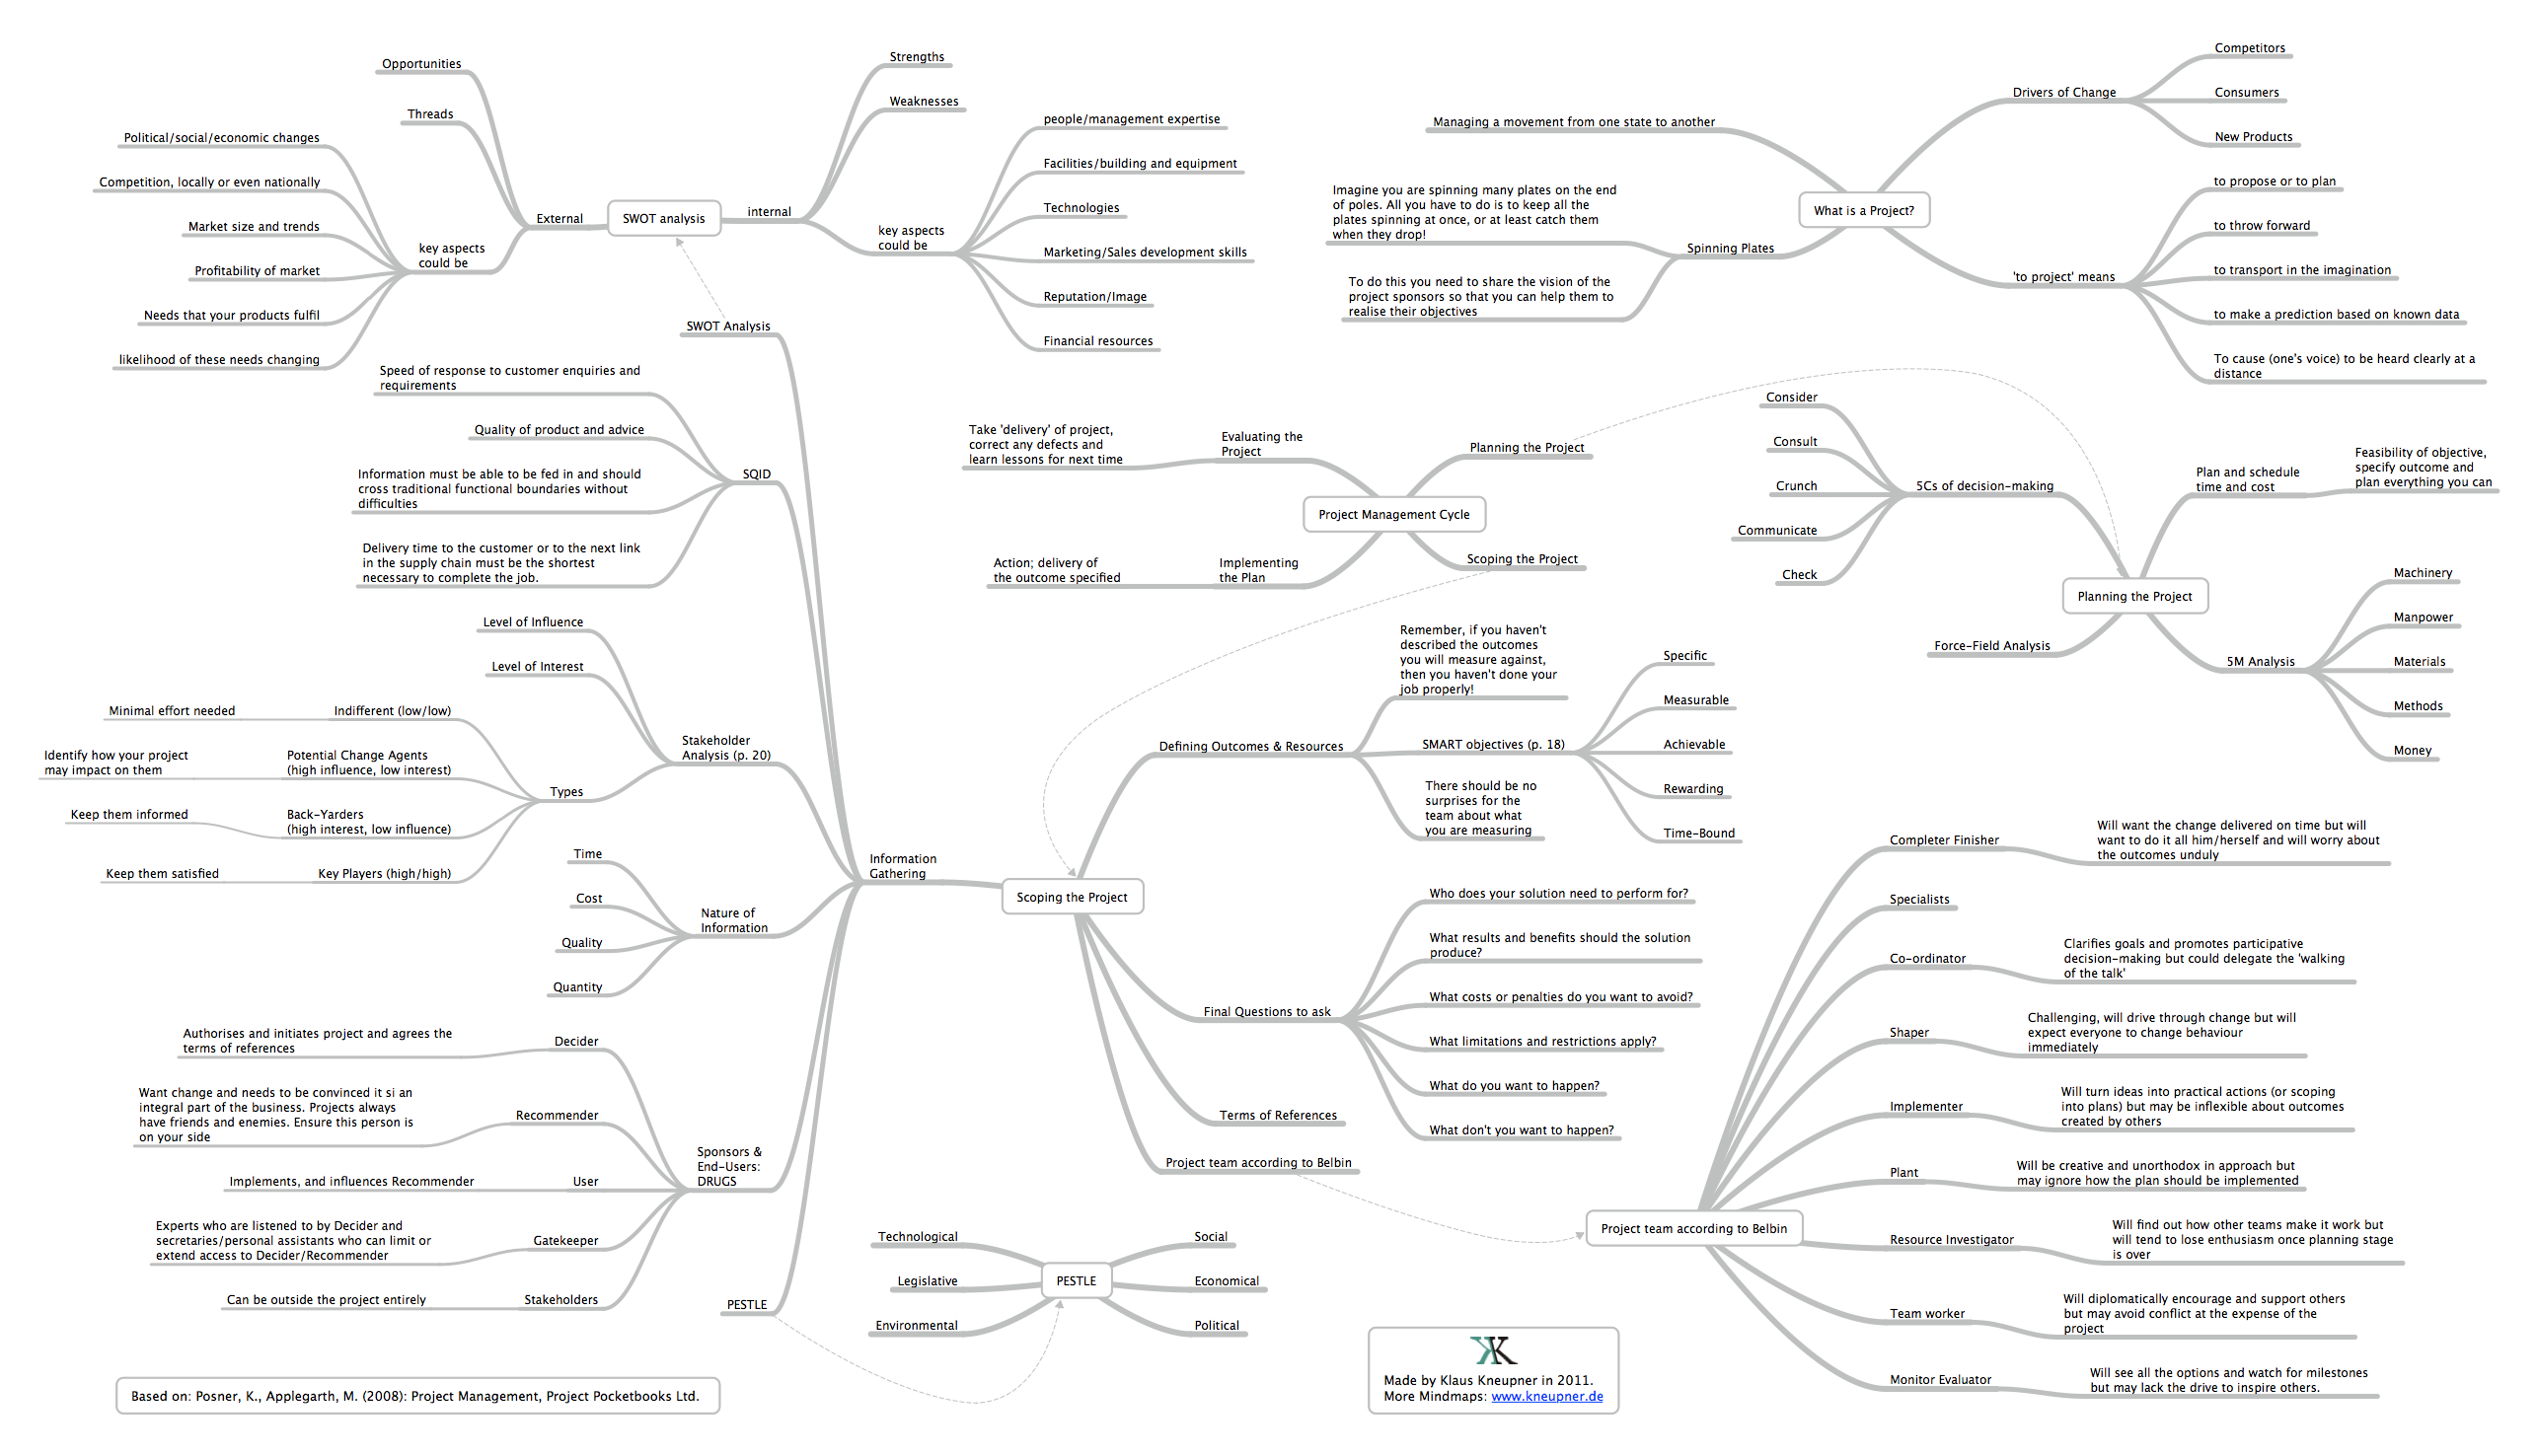 Opportunities
Threads
External
key aspects
could be
Political/social/economic changes
Competition, locally or even nationally
Market size and trends
Profitability of market
Needs that your products fulfil
likelihood of these needs changing
SWOT analysis
internal
Strengths
Weaknesses
key aspects
could be
people/management expertise
Facilities/building and equipment
Technologies
Marketing/Sales development skills
Reputation/Image
Financial resources
What is a Project?
Managing a movement from one state to another
Spinning Plates
Imagine you are spinning many plates on the end
of poles. All you have to do is to keep all the
plates spinning at once, or at least catch them
when they drop!
To do this you need to share the vision of the
project sponsors so that you can help them to
realise their objectives
Drivers of Change
Competitors
Consumers
New Products
'to project' means
to propose or to plan
to throw forward
to transport in the imagination
to make a prediction based on known data
To cause (one's voice) to be heard clearly at a
distance
Project Management Cycle
Evaluating the
Project
Take 'delivery' of project,
correct any defects and
learn lessons for next time
Implementing
the Plan
Action; delivery of
the outcome specified
Planning the Project
Scoping the Project
Planning the Project
5Cs of decision-making
Consider
Consult
Crunch
Communicate
Check
Force-Field Analysis
Plan and schedule
time and cost
Feasibility of objective,
specify outcome and
plan everything you can
5M Analysis
Machinery
Manpower
Materials
Methods
Money
Scoping the Project
Information
Gathering
SWOT Analysis
SQID
Speed of response to customer enquiries and
requirements
Quality of product and advice
Information must be able to be fed in and should
cross traditional functional boundaries without
difficulties
Delivery time to the customer or to the next link
in the supply chain must be the shortest
necessary to complete the job.
Stakeholder
Analysis (p. 20)
Level of Influence
Level of Interest
Types
Indifferent (low/low)
Minimal effort needed
Potential Change Agents
(high influence, low interest)
Identify how your project
may impact on them
Back-Yarders
(high interest, low influence)
Keep them informed
Key Players (high/high)
Keep them satisfied
Nature of
Information
Time
Cost
Quality
Quantity
Sponsors &
End-Users:
DRUGS
Decider
Authorises and initiates project and agrees the
terms of references
Recommender
Want change and needs to be convinced it si an
integral part of the business. Projects always
have friends and enemies. Ensure this person is
on your side
User
Implements, and influences Recommender
Gatekeeper
Experts who are listened to by Decider and
secretaries/personal assistants who can limit or
extend access to Decider/Recommender
Stakeholders
Can be outside the project entirely
PESTLE
Defining Outcomes & Resources
Remember, if you haven't
described the outcomes
you will measure against,
then you haven't done your
job properly!
SMART objectives (p. 18)
Specific
Measurable
Achievable
Rewarding
Time-Bound
There should be no
surprises for the
team about what
you are measuring
Final Questions to ask
Who does your solution need to perform for?
What results and benefits should the solution
produce?
What costs or penalties do you want to avoid?
What limitations and restrictions apply?
What do you want to happen?
What don't you want to happen?
Terms of References
Project team according to Belbin
PESTLE
Technological
Legislative
Environmental
Social
Economical
Political
Project team according to Belbin
Completer Finisher
Will want the change delivered on time but will
want to do it all him/herself and will worry about
the outcomes unduly
Specialists
Co-ordinator
Clarifies goals and promotes participative
decision-making but could delegate the 'walking
of the talk'
Shaper
Challenging, will drive through change but will
expect everyone to change behaviour
immediately
Implementer
Will turn ideas into practical actions (or scoping
into plans) but may be inflexible about outcomes
created by others
Plant
Will be creative and unorthodox in approach but
may ignore how the plan should be implemented
Resource Investigator
Will find out how other teams make it work but
will tend to lose enthusiasm once planning stage
is over
Team worker
Will diplomatically encourage and support others
but may avoid conflict at the expense of the
project
Monitor Evaluator
Will see all the options and watch for milestones
but may lack the drive to inspire others.
Based on: Posner, K., Applegarth, M. (2008): Project Management, Project Pocketbooks Ltd.
KK
Made by Klaus Kneupner in 2011.
More Mindmaps: www.kneupner.de